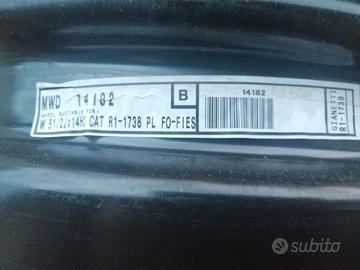 MWD 14182
B
WHEEL SUITABLE FOR:
W 51/2Jx14H CAT R1-1738 PL FO-FIES
14182
GIANETTI
R1-1738
subito